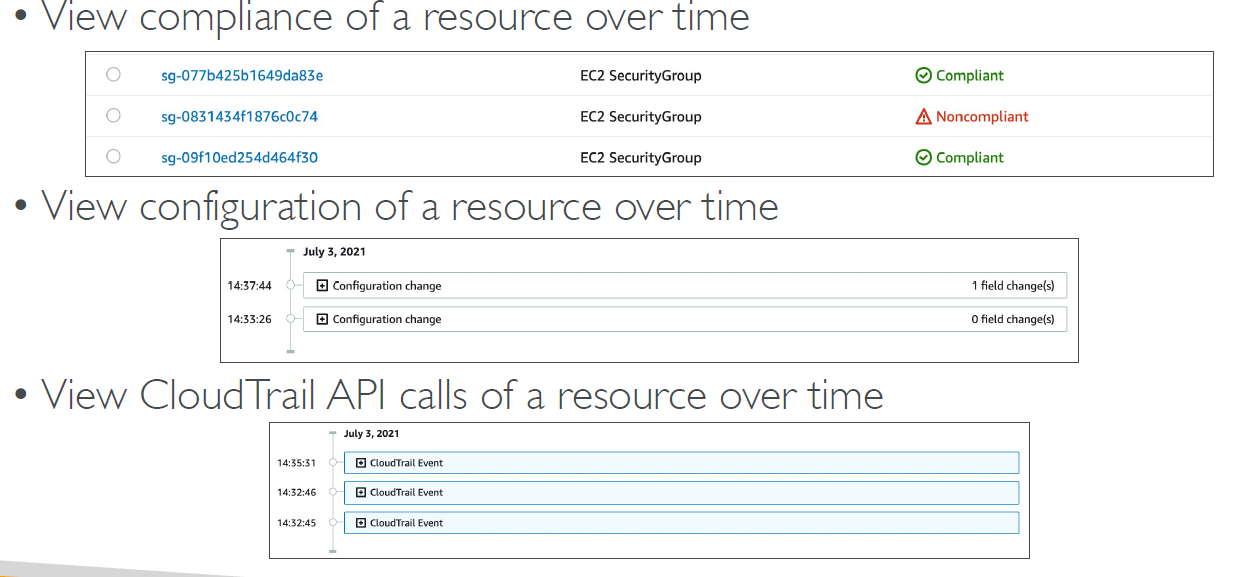 • View compliance of a resource over time
sg-077b425b1649da83e EC2 SecurityGroup Compliant
sg-0831434f1876c0c74 EC2 SecurityGroup Noncompliant
sg-09f10ed254d464f30 EC2 SecurityGroup Compliant
• View configuration of a resource over time
July 3, 2021
14:37:44 Configuration change 1 field change(s)
14:33:26 Configuration change 0 field change(s)
• View CloudTrail API calls of a resource over time
July 3, 2021
14:35:31 CloudTrail Event
14:32:46 CloudTrail Event
14:32:45 CloudTrail Event